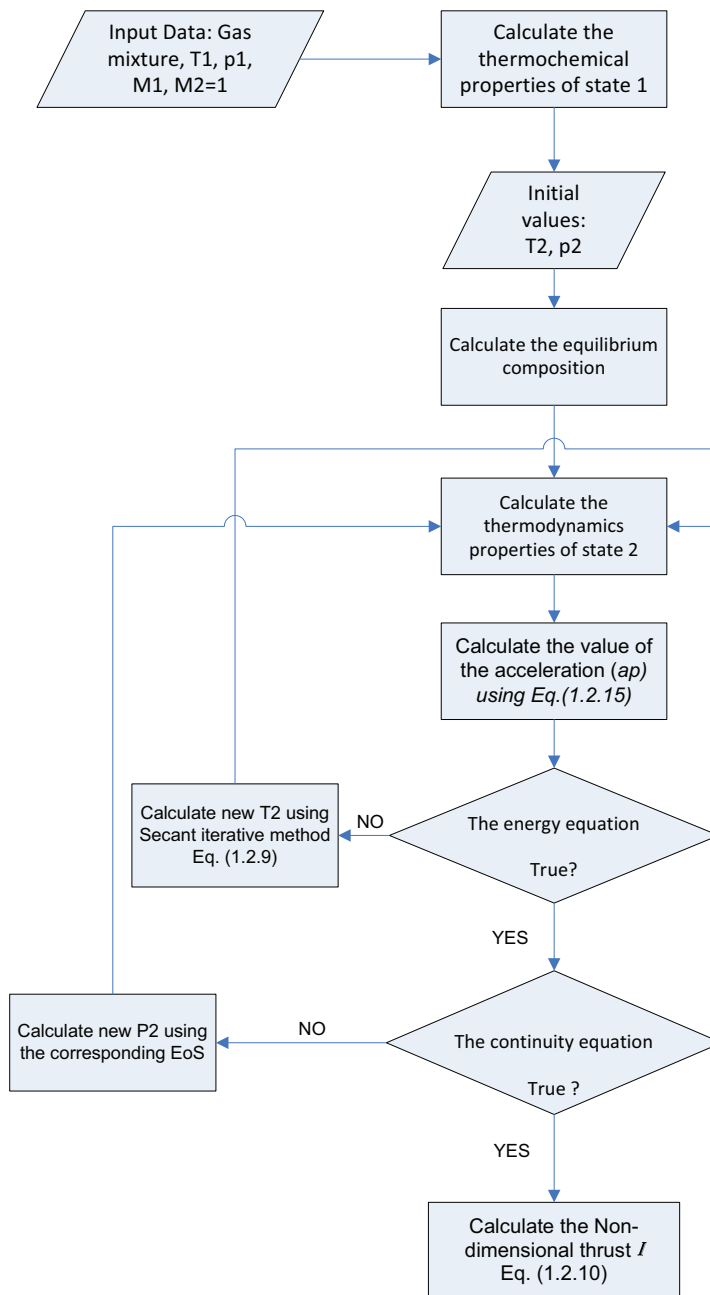 Input Data: Gas
mixture, T1, p1,
M1, M2=1
Calculate the
thermochemical
properties of state 1
Initial
values:
T2, p2
Calculate the equilibrium
composition
Calculate the
thermodynamics
properties of state 2
Calculate the value of
the acceleration (ap)
using Eq.(1.2.15)
Calculate new T2 using
Secant iterative method
Eq. (1.2.9)
NO
The energy equation
True?
YES
Calculate new P2 using
the corresponding EoS
NO
The continuity equation
True ?
YES
Calculate the Non-
dimensional thrust I
Eq. (1.2.10)